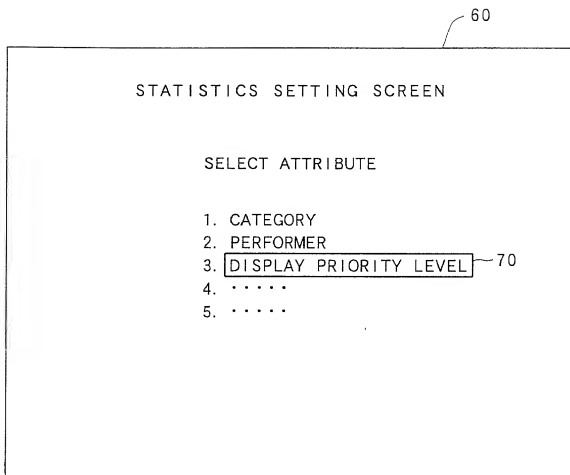 60
STATISTICS SETTING SCREEN
SELECT ATTRIBUTE
1. CATEGORY
2. PERFORMER
3. DISPLAY PRIORITY LEVEL 70
4. ·····
5. ·····